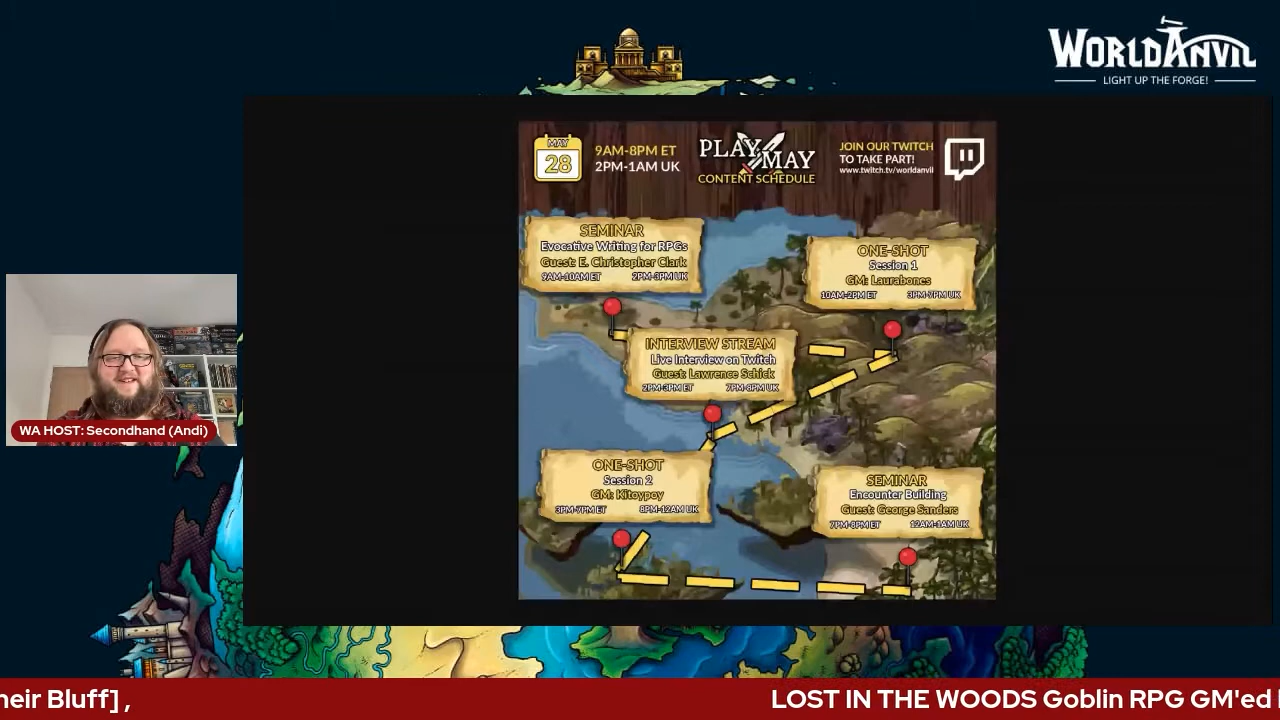 WORLDANVIL
LIGHT UP THE FORGE!
MAY
28
9AM-8PM ET
2PM-1AM UK
PLAY MAY
CONTENT SCHEDULE
JOIN OUR TWITCH
TO TAKE PART!
www.twitch.tv/worldanvil
SEMINAR
Evocative Writing for RPGs
Guest: E. Christopher Clark
9AM-10AM ET 2PM-3PM UK
ONE-SHOT
Session 1
GM: Laurabones
10AM-2PM ET 3PM-7PM UK
INTERVIEW STREAM
Live Interview on Twitch
Guest: Lawrence Schick
2PM-3PM ET 7PM-8PM UK
ONE-SHOT
Session 2
GM: Kitoypoy
3PM-7PM ET 8PM-12AM UK
SEMINAR
Encounter Building
Guest: George Sanders
7PM-8PM ET 12AM-1AM UK
WA HOST: Secondhand (Andi)
heir Bluff] , LOST IN THE WOODS Goblin RPG GM'ed